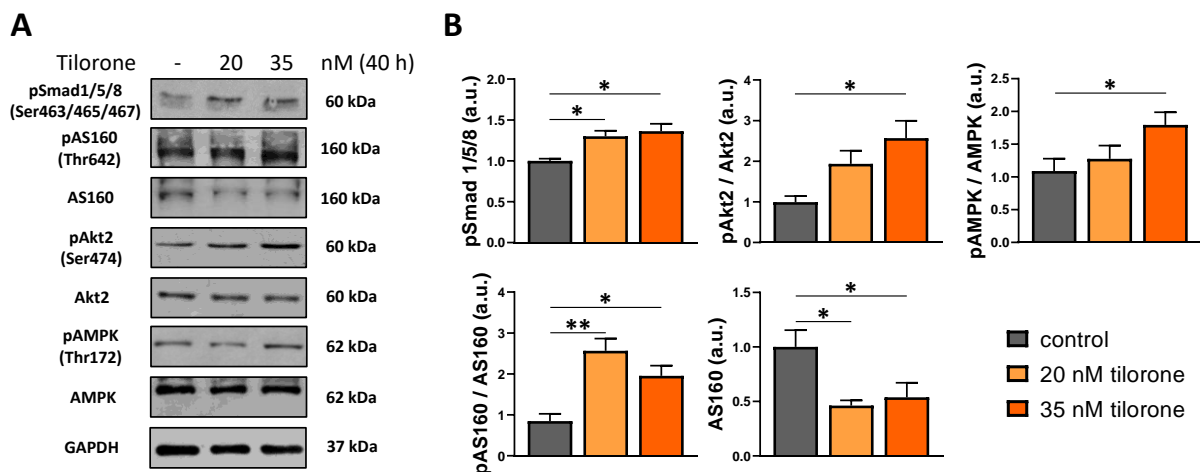 A
Tilorone - 20 35 nM (40 h)
pSmad1/5/8
(Ser463/465/467)
60 kDa
pAS160
(Thr642)
160 kDa
AS160
160 kDa
pAkt2
(Ser474)
60 kDa
Akt2
60 kDa
pAMPK
(Thr172)
62 kDa
AMPK
62 kDa
GAPDH
37 kDa
B
pSmad 1/5/8 (a.u.)
2.0
1.5
1.0
0.5
0.0
*
*
pAkt2 / Akt2 (a.u.)
4
3
2
1
0
*
pAMPK / AMPK (a.u.)
2.5
2.0
1.5
1.0
0.5
0.0
*
pAS160 / AS160 (a.u.)
4
3
2
1
0
**
*
AS160 (a.u.)
1.5
1.0
0.5
0.0
*
*
control
20 nM tilorone
35 nM tilorone